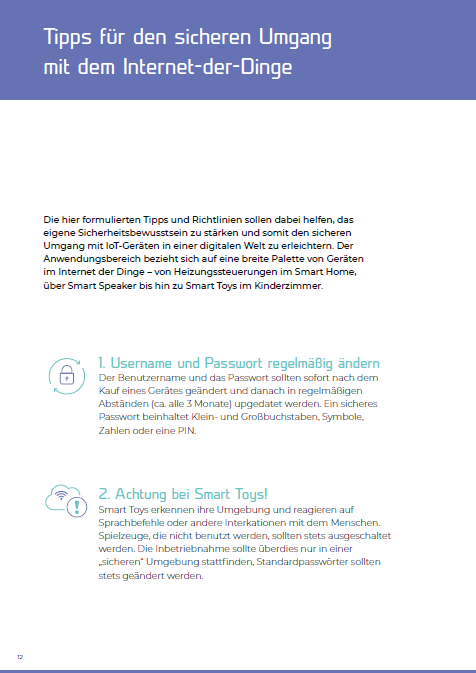 Tipps für den sicheren Umgang
mit dem Internet-der-Dinge
Die hier formulierten Tipps und Richtlinien sollen dabei helfen, das
eigene Sicherheitsbewusstsein zu stärken und somit den sicheren
Umgang mit IoT-Geräten in einer digitalen Welt zu erleichtern. Der
Anwendungsbereich bezieht sich auf eine breite Palette von Geräten
im Internet der Dinge – von Heizungssteuerungen im Smart Home,
über Smart Speaker bis hin zu Smart Toys im Kinderzimmer.
1. Username und Passwort regelmäßig ändern
Der Benutzername und das Passwort sollten sofort nach dem
Kauf eines Gerätes geändert und danach in regelmäßigen
Abständen (ca. alle 3 Monate) upgedatet werden. Ein sicheres
Passwort beinhaltet Klein- und Großbuchstaben, Symbole,
Zahlen oder eine PIN.
2. Achtung bei Smart Toys!
Smart Toys erkennen ihre Umgebung und reagieren auf
Sprachbefehle oder andere Interkationen mit dem Menschen.
Spielzeuge, die nicht benutzt werden, sollten stets ausgeschaltet
werden. Die Inbetriebnahme sollte überdies nur in einer
„sicheren“ Umgebung stattfinden, Standardpasswörter sollten
stets geändert werden.
12